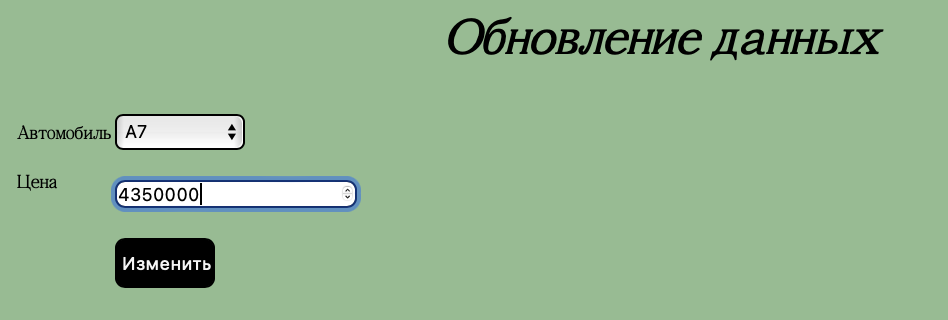 Обновление данных
Автомобиль A7
Цена
4350000
Изменить